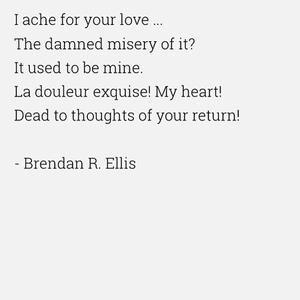 I ache for your love ...
The damned misery of it?
It used to be mine.
La douleur exquise! My heart!
Dead to thoughts of your return!
- Brendan R. Ellis